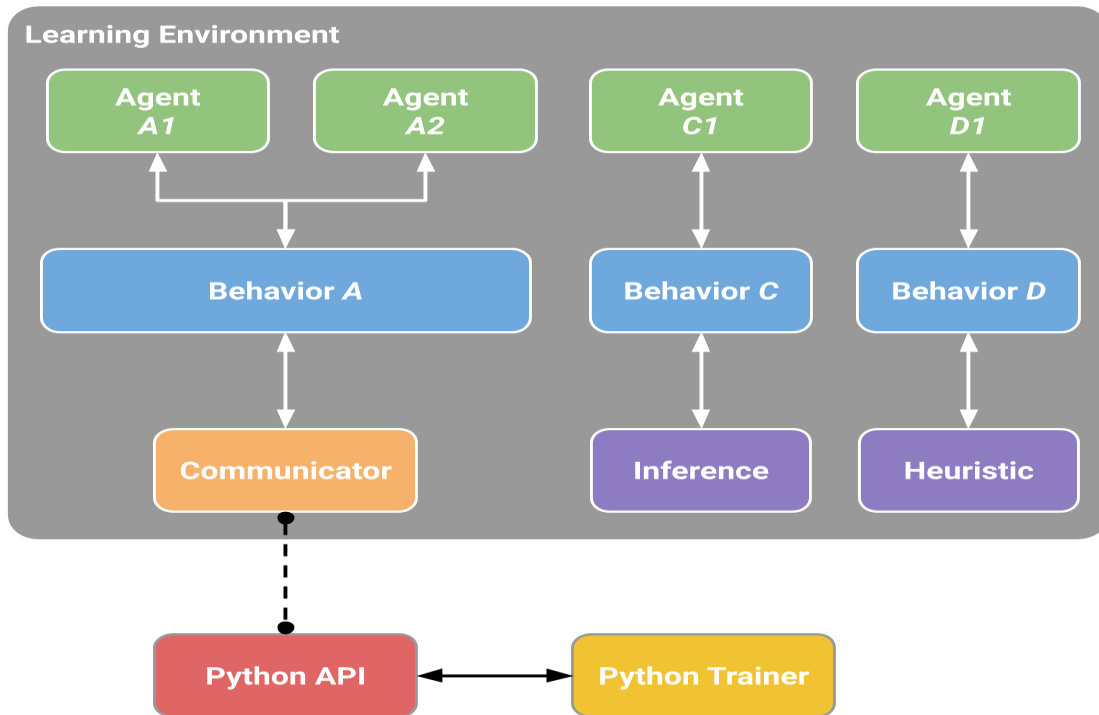 Learning Environment
Agent
A1
Agent
A2
Agent
C1
Agent
D1
Behavior A
Behavior C
Behavior D
Communicator
Inference
Heuristic
Python API
Python Trainer